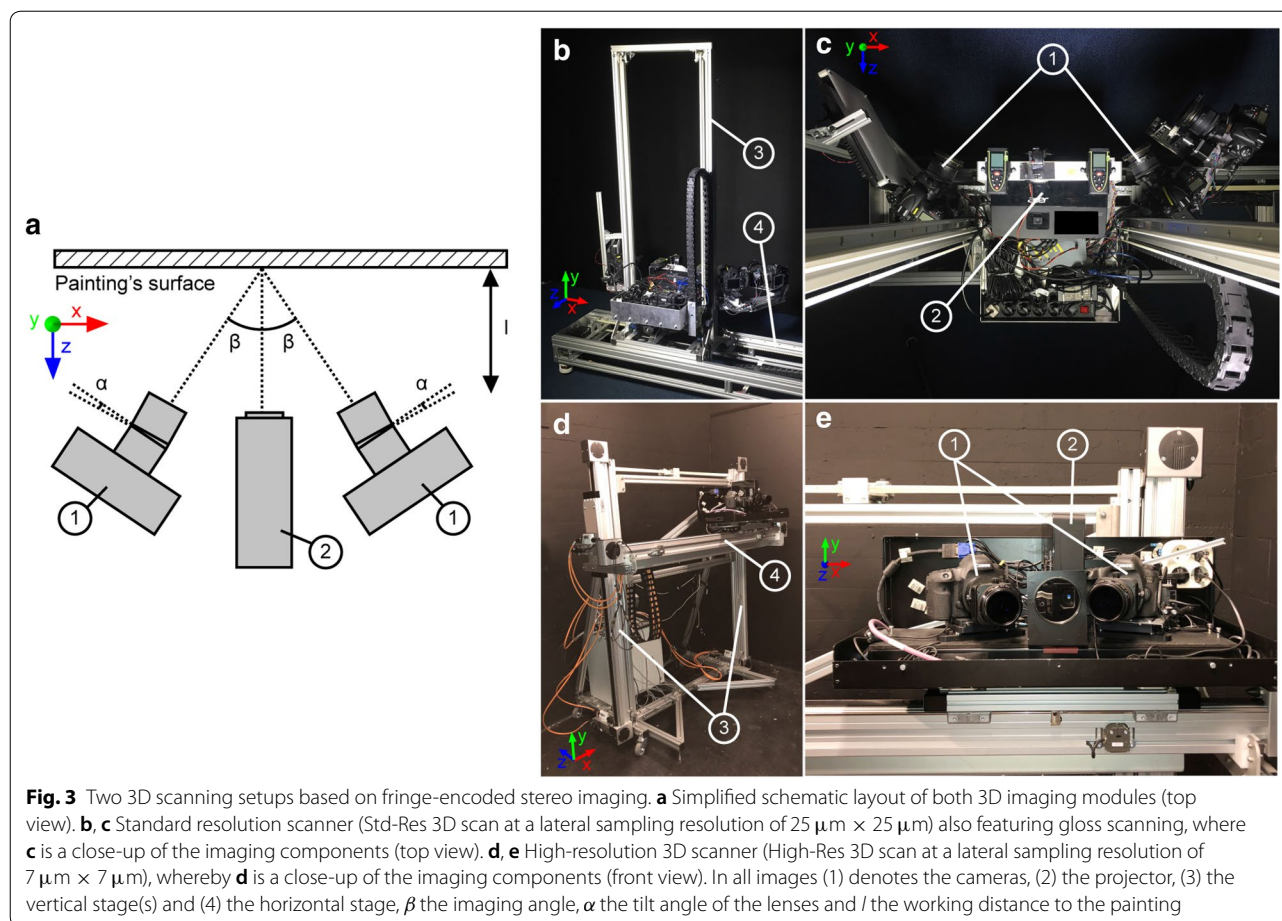 a
Painting's surface
y
x
z
l
β
β
α
α
1
2
1
b
3
4
y
z
x
c
y
x
z
1
2
d
4
3
y
z
x
e
1
2
y
z
x
Fig. 3 Two 3D scanning setups based on fringe-encoded stereo imaging. a Simplified schematic layout of both 3D imaging modules (top
view). b, c Standard resolution scanner (Std-Res 3D scan at a lateral sampling resolution of 25 μm × 25 μm) also featuring gloss scanning, where
c is a close-up of the imaging components (top view). d, e High-resolution 3D scanner (High-Res 3D scan at a lateral sampling resolution of
7 μm × 7 μm), whereby d is a close-up of the imaging components (front view). In all images (1) denotes the cameras, (2) the projector, (3) the
vertical stage(s) and (4) the horizontal stage, β the imaging angle, α the tilt angle of the lenses and l the working distance to the painting